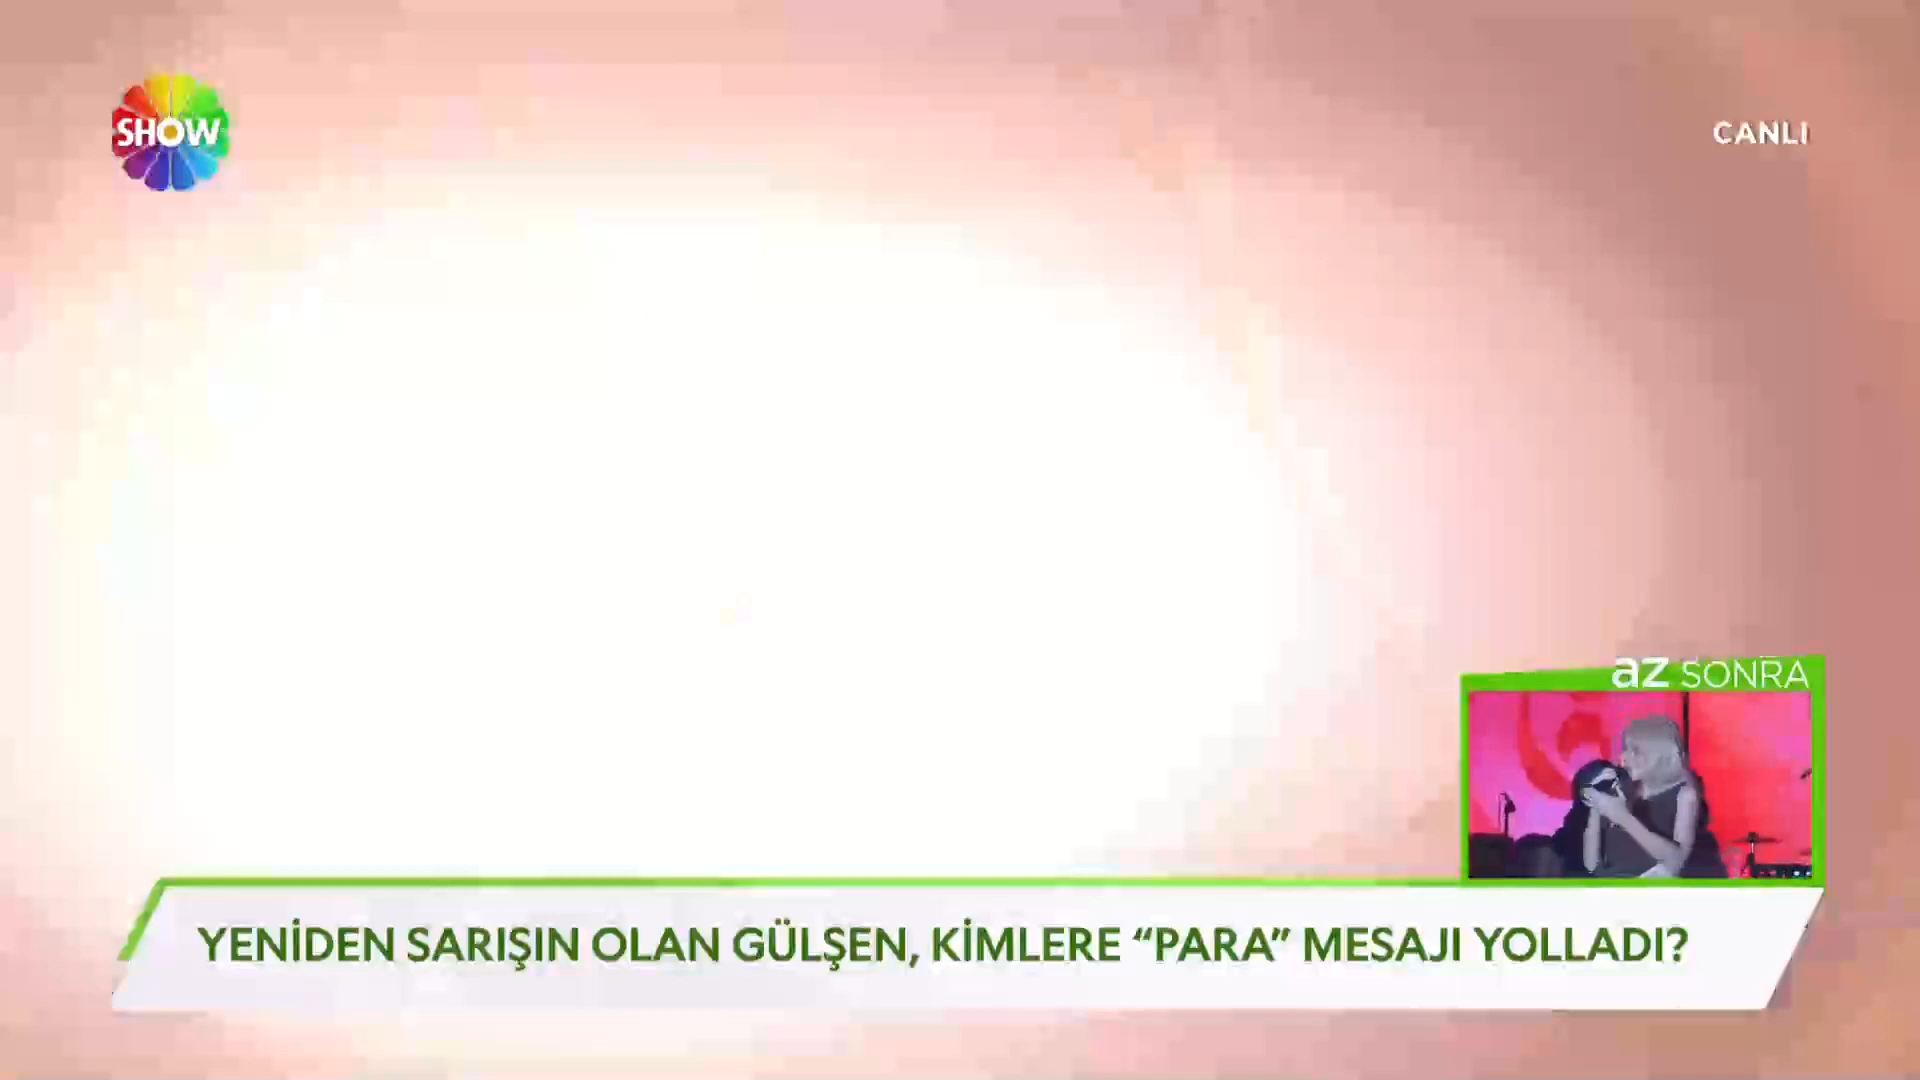 SHOW
CANLI
az SONRA
YENİDEN SARIŞIN OLAN GÜLŞEN, KİMLERE “PARA” MESAJI YOLLADI?